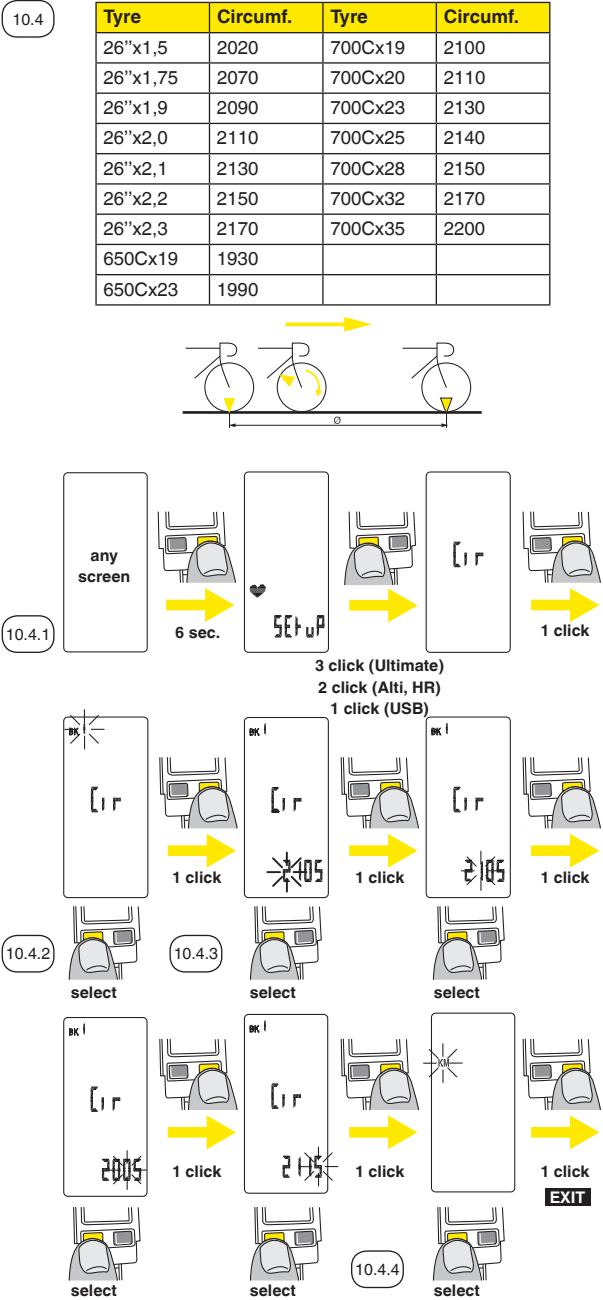 10.4
Tyre Circumf. Tyre Circumf.
26''x1,5 2020 700Cx19 2100
26''x1,75 2070 700Cx20 2110
26''x1,9 2090 700Cx23 2130
26''x2,0 2110 700Cx25 2140
26''x2,1 2130 700Cx28 2150
26''x2,2 2150 700Cx32 2170
26''x2,3 2170 700Cx35 2200
650Cx19 1930
650Cx23 1990
Ø
any
screen
SEtuP
Cir
10.4.1
6 sec.
1 click
3 click (Ultimate)
2 click (Alti, HR)
1 click (USB)
BK 1
BK 1
BK 1
Cir
Cir
Cir
2105
2105
1 click
1 click
1 click
10.4.2
10.4.3
select
select
select
BK 1
BK 1
KM
Cir
Cir
2005
2115
1 click
1 click
1 click
EXIT
10.4.4
select
select
select